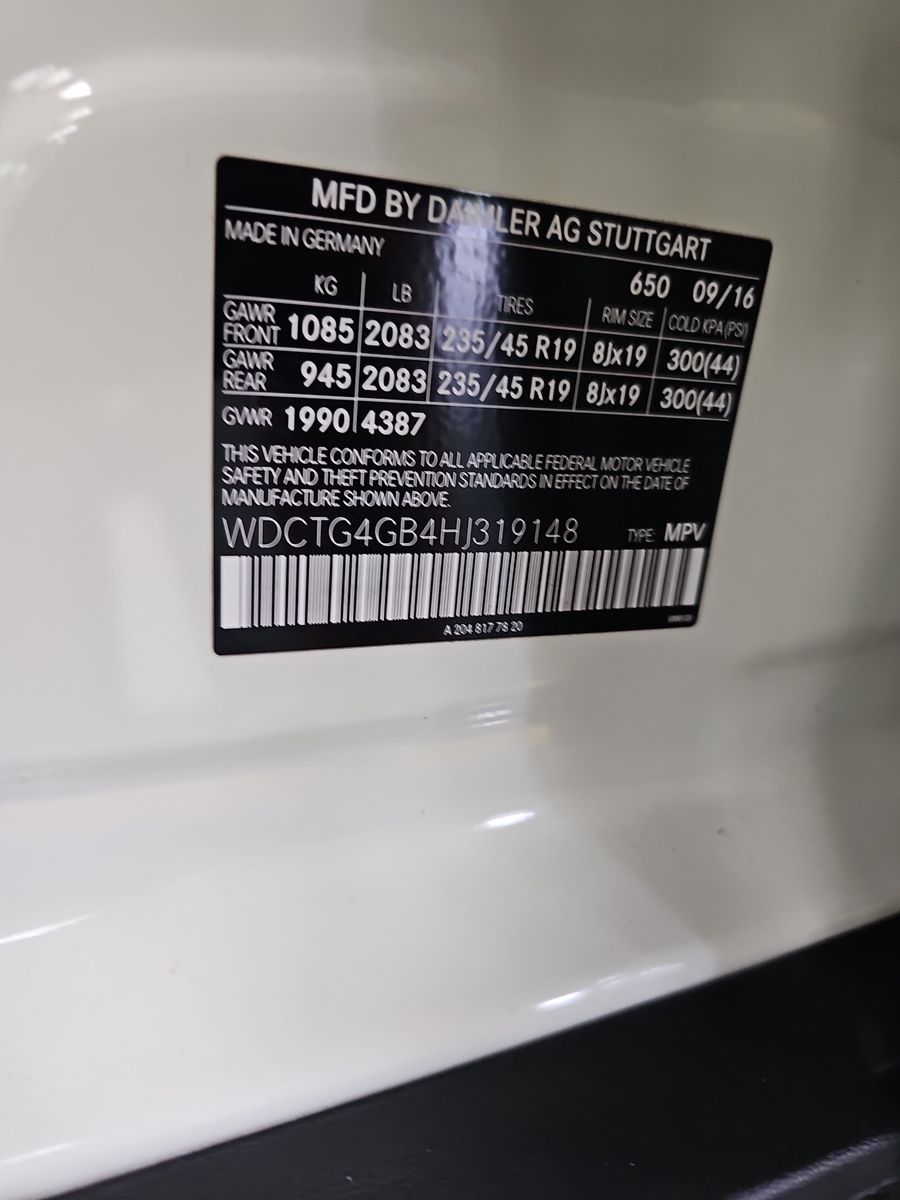 MFD BY DAIMLER AG STUTTGART
MADE IN GERMANY
650 09/16
KG LB TIRES RIM SIZE COLD KPA (PSI)
GAWR FRONT 1085 2083 235/45 R19 8Jx19 300(44)
GAWR REAR 945 2083 235/45 R19 8Jx19 300(44)
GVWR 1990 4387
THIS VEHICLE CONFORMS TO ALL APPLICABLE FEDERAL MOTOR VEHICLE
SAFETY AND THEFT PREVENTION STANDARDS IN EFFECT ON THE DATE OF
MANUFACTURE SHOWN ABOVE.
WDCTG4GB4HJ319148 TYPE: MPV
A 204 817 78 20